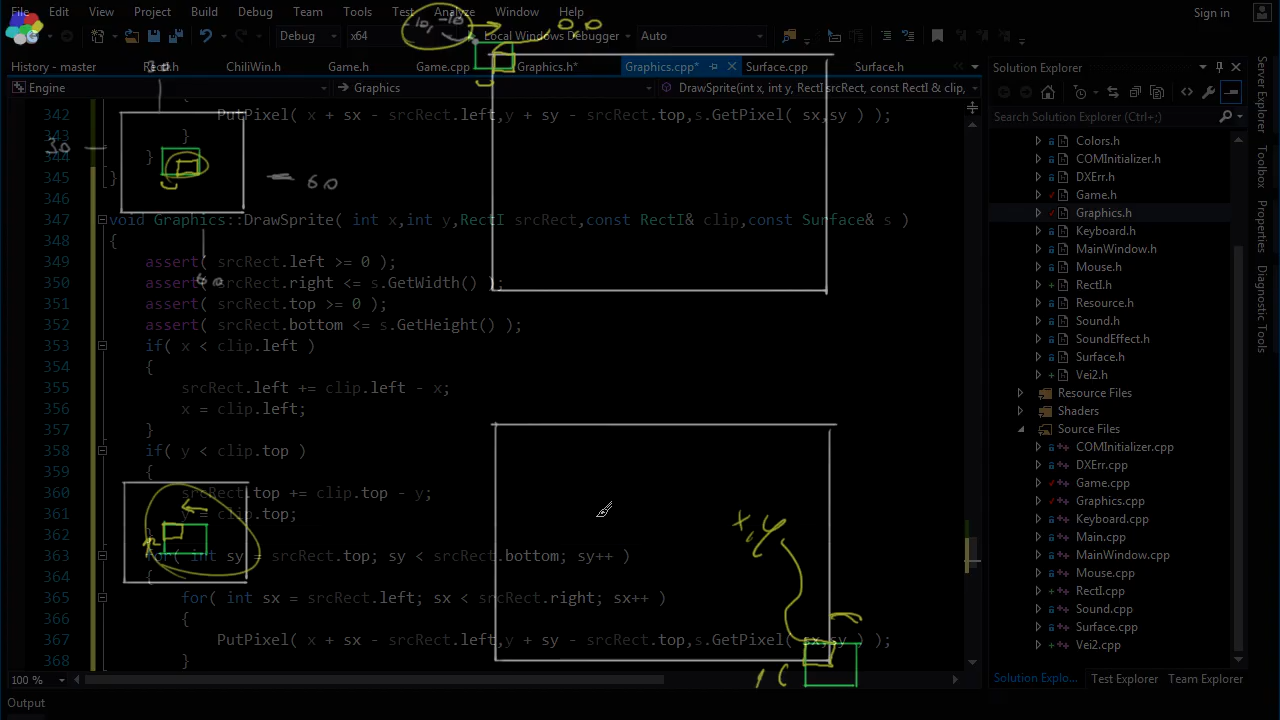 File Edit View Project Build Debug Team Tools Test Analyze Window Help Sign in
Debug x64 Local Windows Debugger Auto
-10, -10
0,0
History - master ChiliWin.h Game.h Game.cpp Graphics.h* Graphics.cpp* Surface.cpp Surface.h
Engine Graphics DrawSprite(int x, int y, RectI srcRect, const RectI & clip,
Solution Explorer
Search Solution Explorer (Ctrl+;)
Server Explorer
Toolbox
Properties
Diagnostic Tools
342 PutPixel( x + sx - srcRect.left,y + sy - srcRect.top,s.GetPixel( sx,sy ) );
343 }
344 }
345 }
346
347 void Graphics::DrawSprite( int x,int y,RectI srcRect,const RectI& clip,const Surface& s )
348 {
349 assert( srcRect.left >= 0 );
350 assert( srcRect.right <= s.GetWidth() );
351 assert( srcRect.top >= 0 );
352 assert( srcRect.bottom <= s.GetHeight() );
353 if( x < clip.left )
354 {
355 srcRect.left += clip.left - x;
356 x = clip.left;
357 }
358 if( y < clip.top )
359 {
360 srcRect.top += clip.top - y;
361 y = clip.top;
362 }
363 for( int sy = srcRect.top; sy < srcRect.bottom; sy++ )
364 {
365 for( int sx = srcRect.left; sx < srcRect.right; sx++ )
366 {
367 PutPixel( x + sx - srcRect.left,y + sy - srcRect.top,s.GetPixel( sx,sy ) );
368 }
30
60
x,y
100 %
Output
Colors.h
COMInitializer.h
DXErr.h
Game.h
Graphics.h
Keyboard.h
MainWindow.h
Mouse.h
RectI.h
Resource.h
Sound.h
SoundEffect.h
Surface.h
Vei2.h
Resource Files
Shaders
Source Files
COMInitializer.cpp
DXErr.cpp
Game.cpp
Graphics.cpp
Keyboard.cpp
Main.cpp
MainWindow.cpp
Mouse.cpp
RectI.cpp
Sound.cpp
Surface.cpp
Vei2.cpp
Solution Explo... Test Explorer Team Explorer